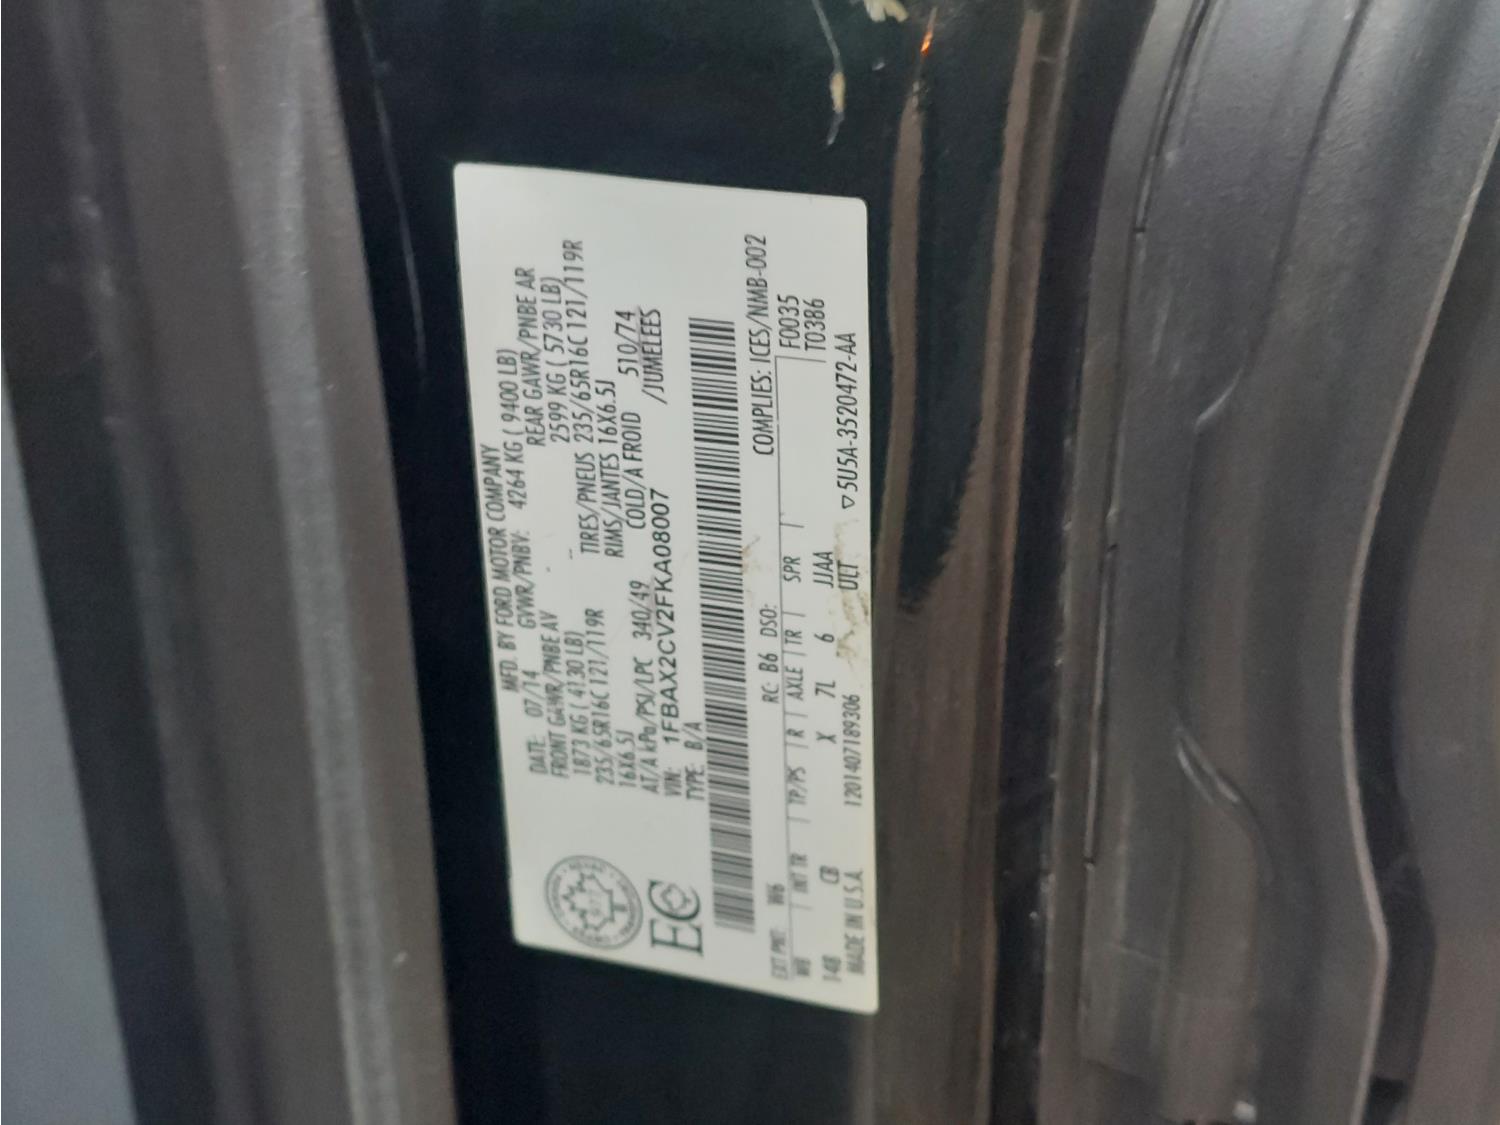 MFD. BY FORD MOTOR COMPANY
DATE: 07/14 GVWR/PNBV: 4264 KG ( 9400 LB)
FRONT GAWR/PNBE AV REAR GAWR/PNBE AR
1873 KG ( 4130 LB) 2599 KG ( 5730 LB)
235/65R16C 121/119R TIRES/PNEUS 235/65R16C 121/119R
16X6.5J RIMS/JANTES 16X6.5J
AT/A kPa/PSI/LPC 340/49 COLD/A FROID 510/74
VIN: 1FBAX2CV2FKA08007 /JUMELEES
TYPE: B/A
EC
COMPLIES: ICES/NMB-002
EXT PNT: W6 RC: B6 DSO: F0035
WB INT TR TP/PS R AXLE TR SPR T0386
148 CB X 7L 6 JJAA
MADE IN U.S.A. 1201407189306 ULT ▽5U5A-3520472-AA